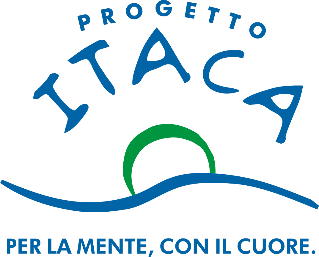 PROGETTO
ITACA
PER LA MENTE, CON IL CUORE.